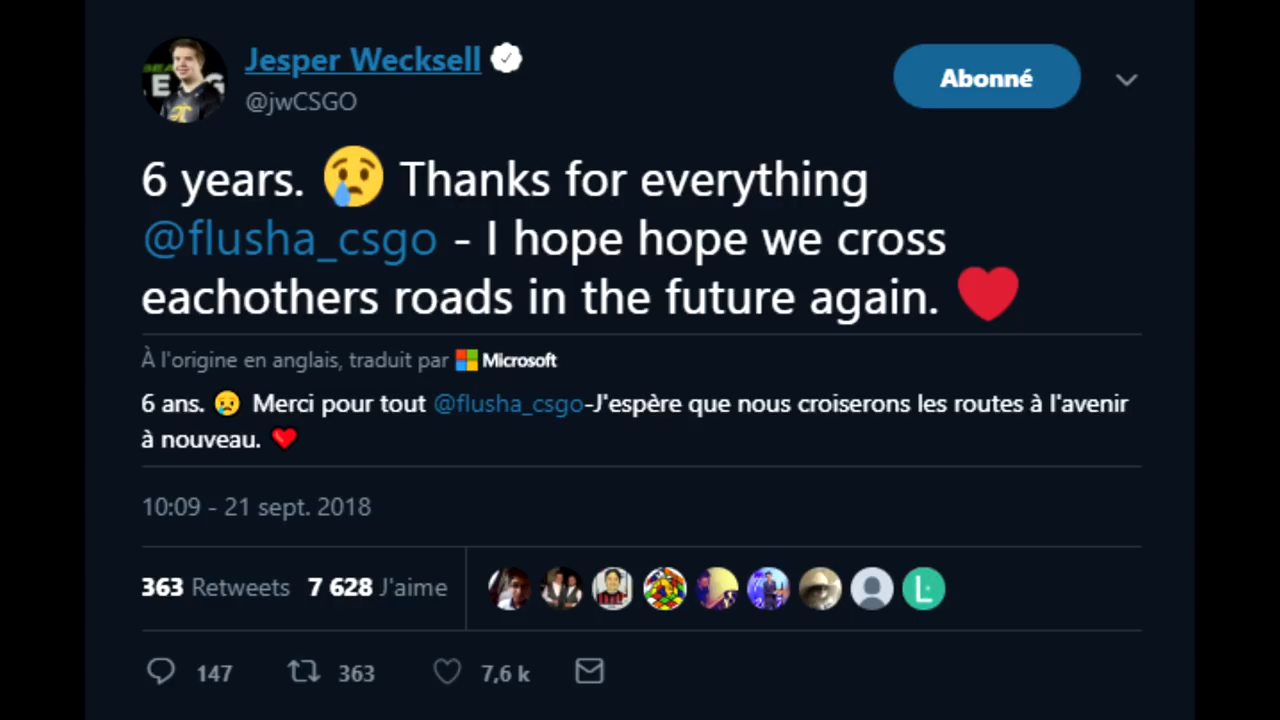 Jesper Wecksell
@jwCSGO
Abonné
6 years. 😢 Thanks for everything
@flusha_csgo - I hope hope we cross
eachothers roads in the future again. ❤️
À l'origine en anglais, traduit par Microsoft
6 ans. 😢 Merci pour tout @flusha_csgo-J'espère que nous croiserons les routes à l'avenir
à nouveau. ❤️
10:09 - 21 sept. 2018
363 Retweets 7 628 J'aime
L
147 363 7,6 k